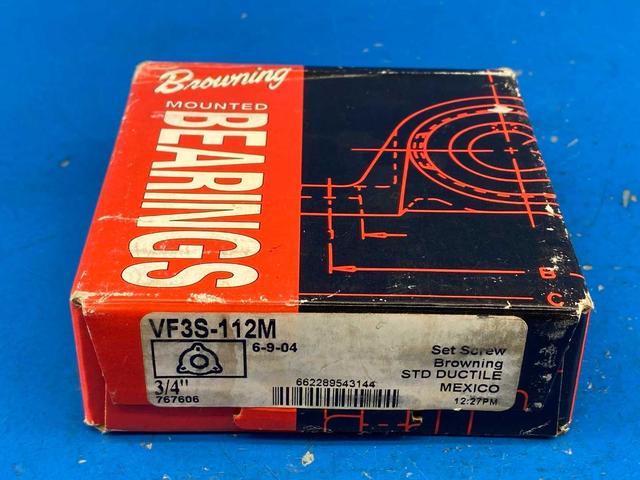 Browning
MOUNTED
BEARINGS
B
C
VF3S-112M
6-9-04
3/4"
767606
662289543144
Set Screw
Browning
STD DUCTILE
MEXICO
12:27PM